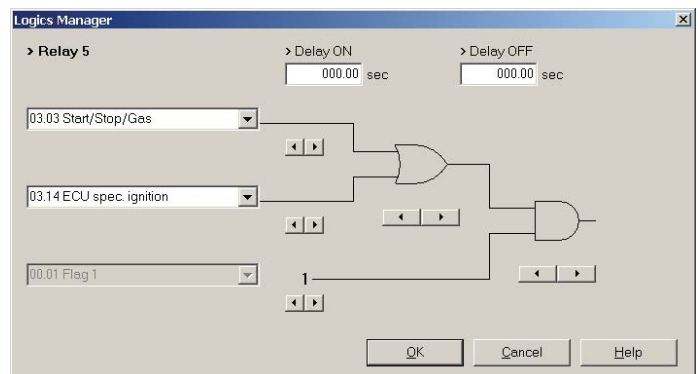 Logics Manager
> Relay 5
> Delay ON
> Delay OFF
000.00 sec
000.00 sec
03.03 Start/Stop/Gas
03.14 ECU spec. ignition
00.01 Flag 1
1
OK
Cancel
Help